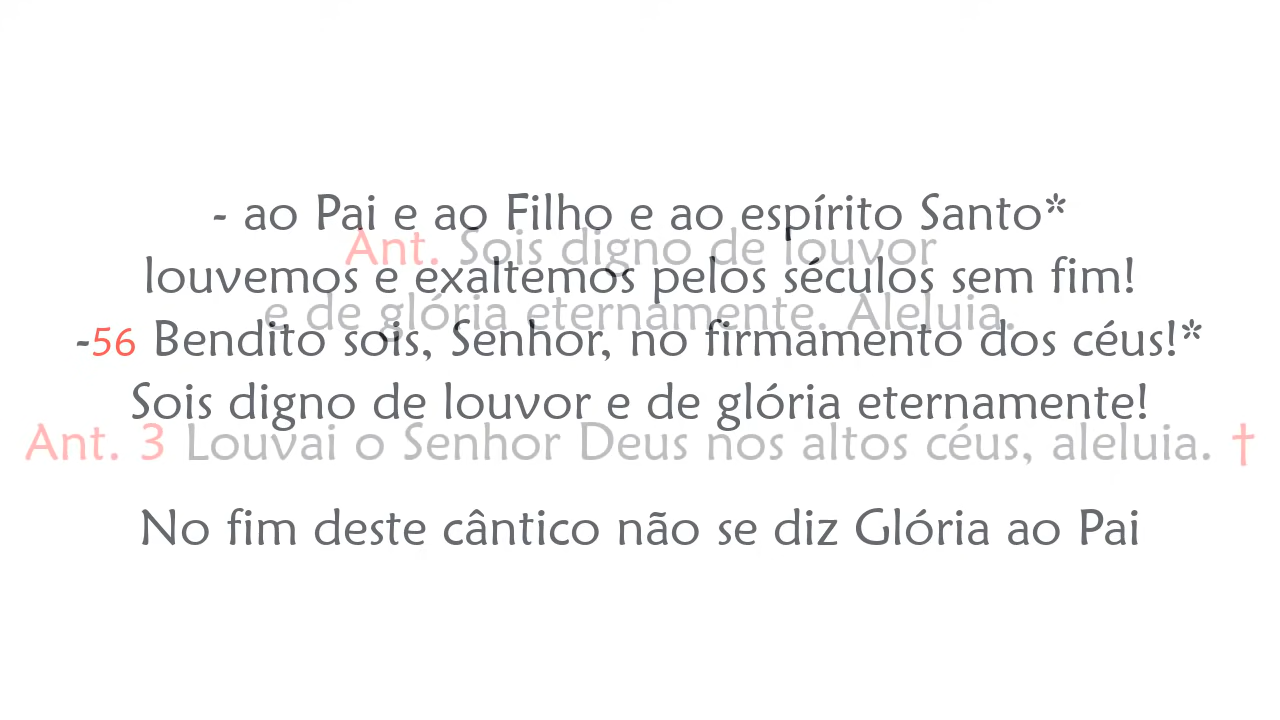 - ao Pai e ao Filho e ao espírito Santo*
Ant. Sois digno de louvor
louvemos e exaltemos pelos séculos sem fim!
e de glória eternamente. Aleluia.
-56 Bendito sois, Senhor, no firmamento dos céus!*
Sois digno de louvor e de glória eternamente!
Ant. 3 Louvai o Senhor Deus nos altos céus, aleluia. †
No fim deste cântico não se diz Glória ao Pai